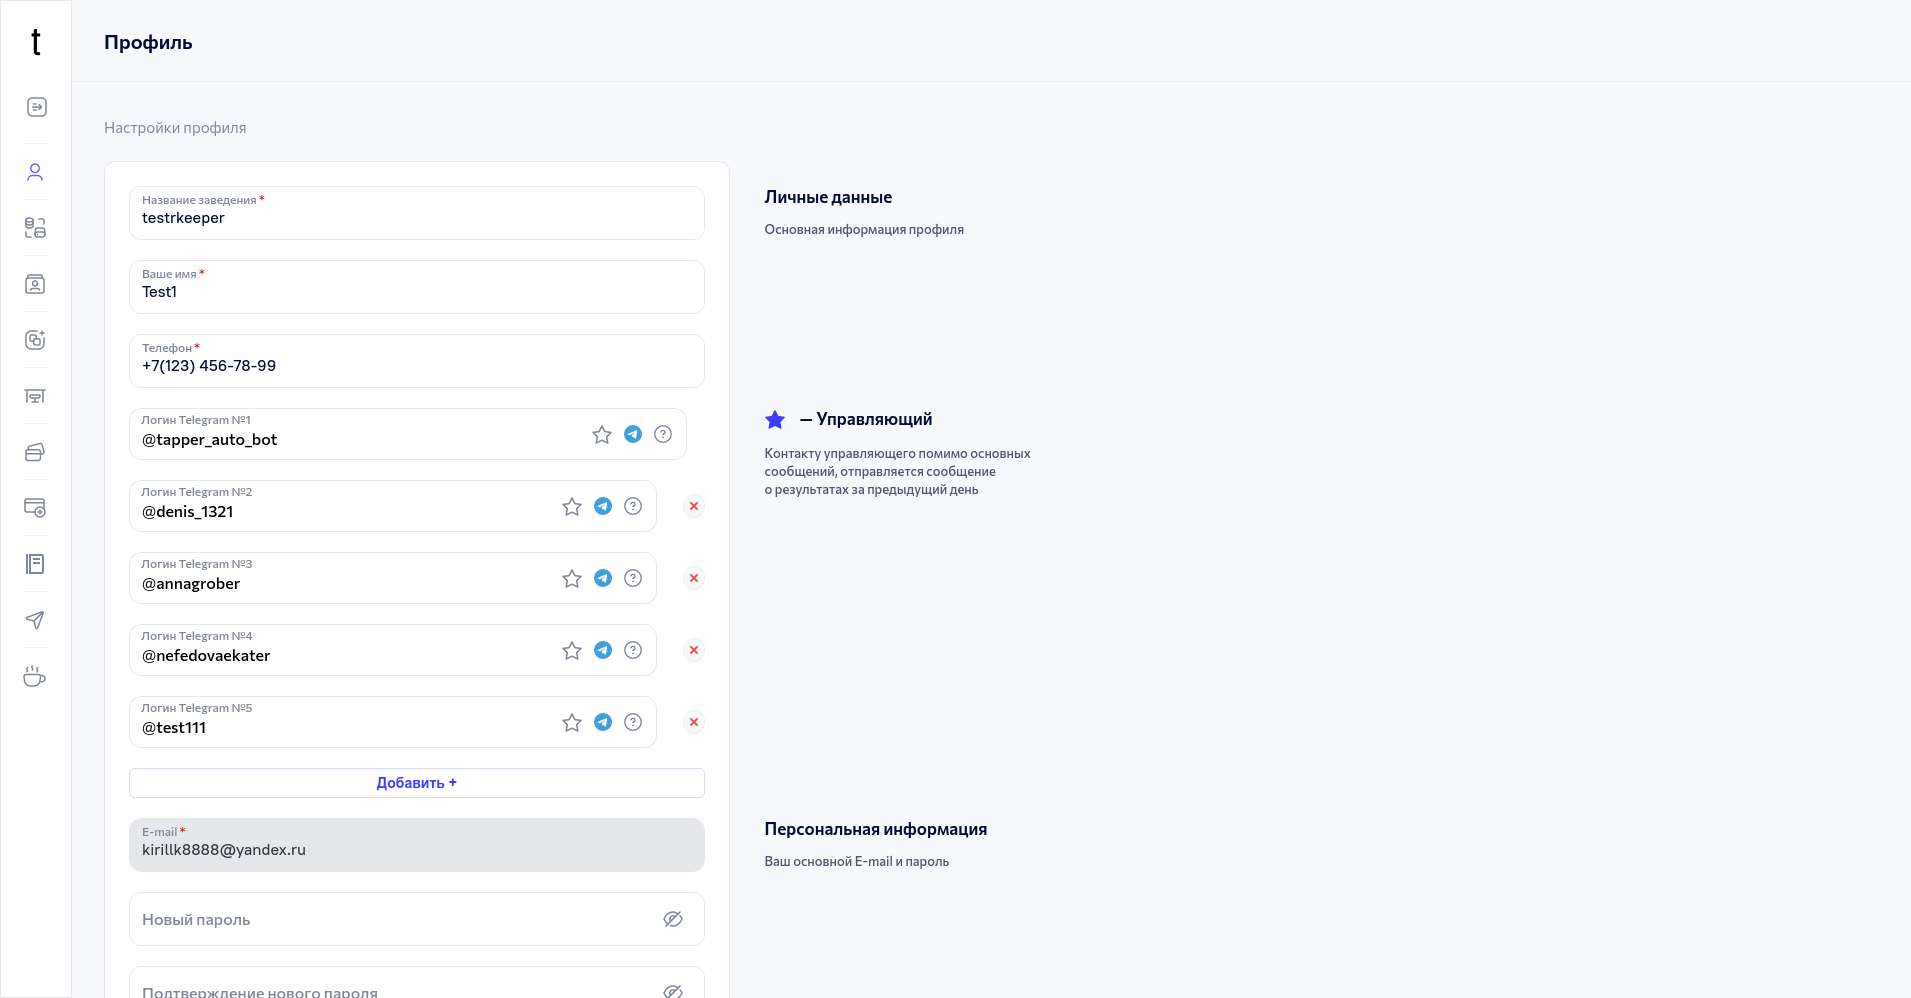 t
Профиль
Настройки профиля
Название заведения *
testrkeeper
Личные данные
Основная информация профиля
Ваше имя *
Test1
Телефон *
+7(123) 456-78-99
Логин Telegram №1
@tapper_auto_bot
— Управляющий
Контакту управляющего помимо основных
сообщений, отправляется сообщение
о результатах за предыдущий день
Логин Telegram №2
@denis_1321
Логин Telegram №3
@annagrober
Логин Telegram №4
@nefedovaekater
Логин Telegram №5
@test111
Добавить +
E-mail *
kirillk8888@yandex.ru
Персональная информация
Ваш основной E-mail и пароль
Новый пароль
Подтверждение нового пароля